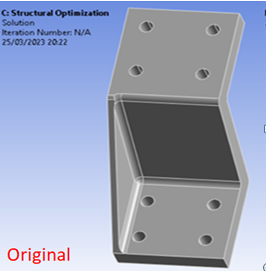 C: Structural Optimization
Solution
Iteration Number: N/A
25/03/2023 20:22
Original